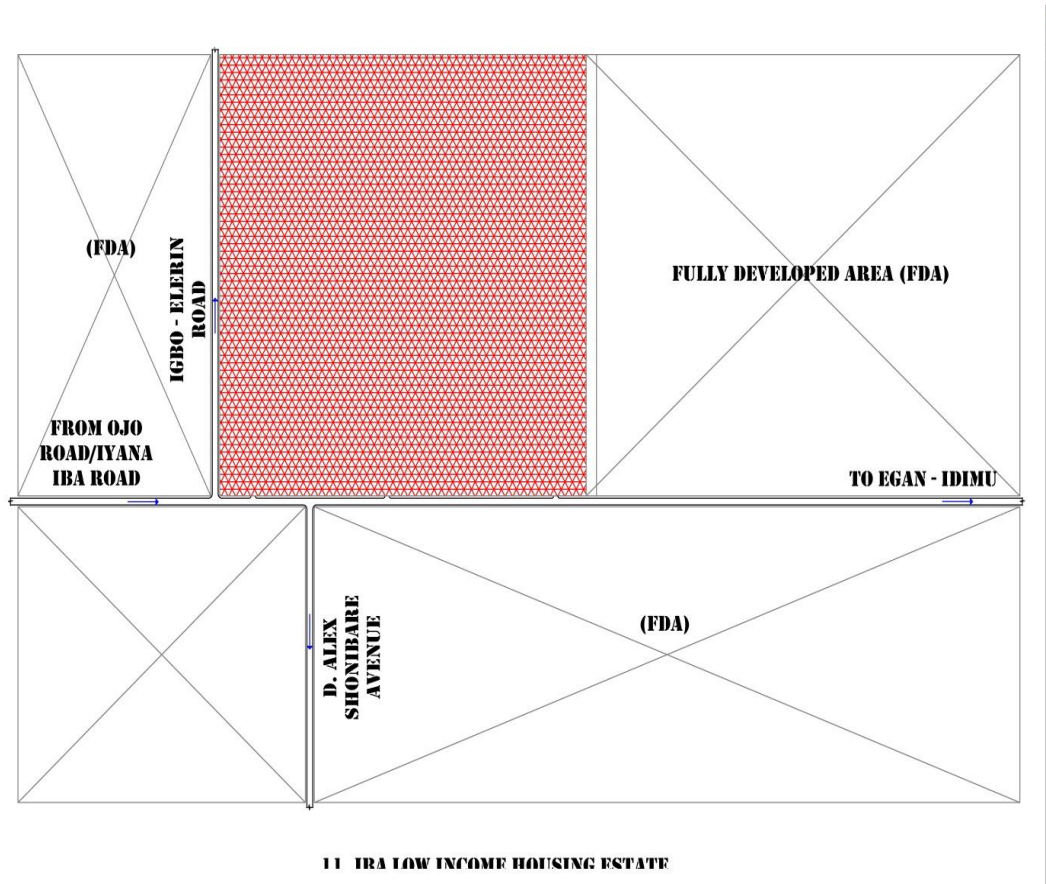 (FDA)
IGBO - ELERIN
ROAD
FULLY DEVELOPED AREA (FDA)
FROM OJO
ROAD/IYANA
IBA ROAD
TO EGAN - IDIMU
D. ALEX
SHONIBARE
AVENUE
(FDA)
11. IBA LOW INCOME HOUSING ESTATE